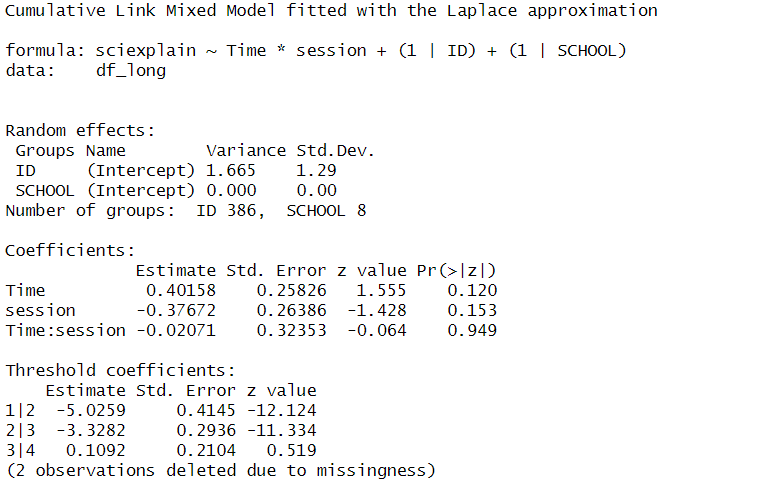 Cumulative Link Mixed Model fitted with the Laplace approximation
formula: sciexplain ~ Time * session + (1 | ID) + (1 | SCHOOL)
data:    df_long
Random effects:
 Groups Name        Variance Std.Dev.
 ID     (Intercept) 1.665    1.29
 SCHOOL (Intercept) 0.000    0.00
Number of groups:  ID 386,  SCHOOL 8
Coefficients:
             Estimate Std. Error z value Pr(>|z|)
Time          0.40158    0.25826   1.555    0.120
session      -0.37672    0.26386  -1.428    0.153
Time:session -0.02071    0.32353  -0.064    0.949
Threshold coefficients:
    Estimate Std. Error z value
1|2  -5.0259     0.4145 -12.124
2|3  -3.3282     0.2936 -11.334
3|4   0.1092     0.2104   0.519
(2 observations deleted due to missingness)